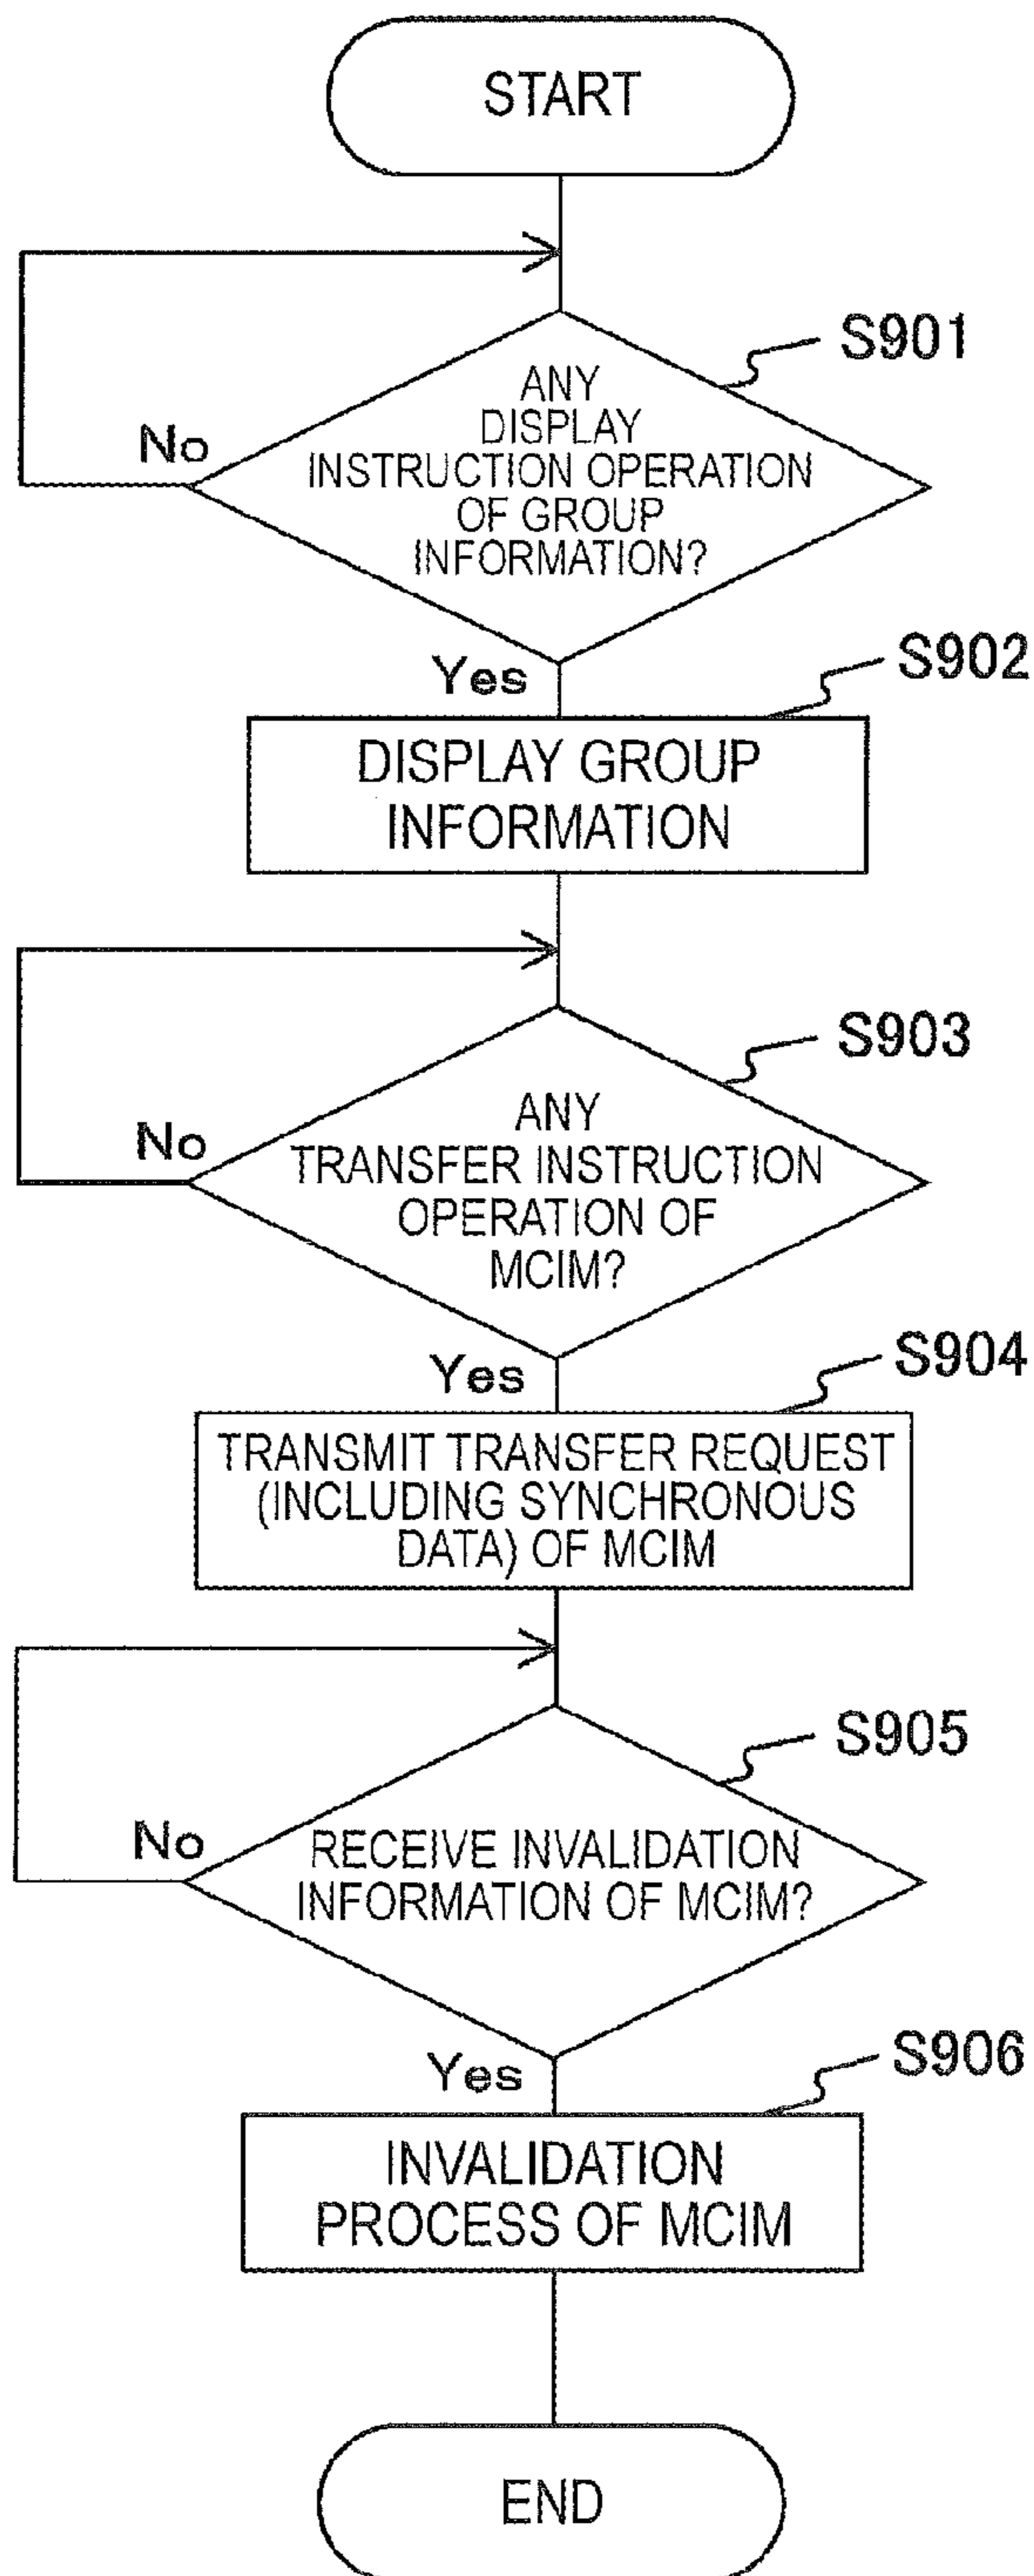 START
S901
ANY
DISPLAY
INSTRUCTION OPERATION
OF GROUP
INFORMATION?
No
Yes
S902
DISPLAY GROUP
INFORMATION
S903
ANY
TRANSFER INSTRUCTION
OPERATION OF
MCIM?
No
Yes
S904
TRANSMIT TRANSFER REQUEST
(INCLUDING SYNCHRONOUS
DATA) OF MCIM
S905
RECEIVE INVALIDATION
INFORMATION OF MCIM?
No
Yes
S906
INVALIDATION
PROCESS OF MCIM
END